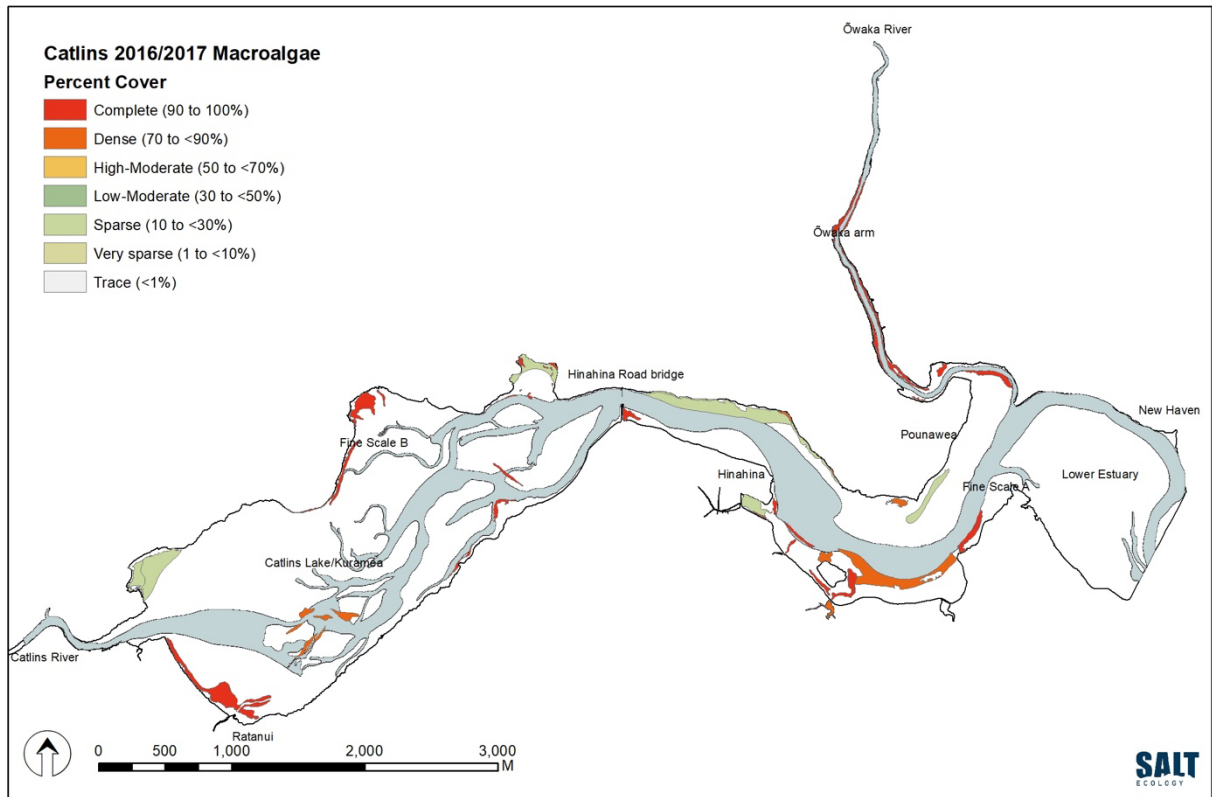 Catlins 2016/2017 Macroalgae
Percent Cover
Complete (90 to 100%)
Dense (70 to <90%)
High-Moderate (50 to <70%)
Low-Moderate (30 to <50%)
Sparse (10 to <30%)
Very sparse (1 to <10%)
Trace (<1%)
Ōwaka River
Ōwaka arm
Hinahina Road bridge
New Haven
Fine Scale B
Pounawea
Hinahina
Fine Scale A
Lower Estuary
Catlins Lake/Kuramea
Catlins River
Ratanui
0 500 1,000 2,000 3,000
M
SALT
ECOLOGY